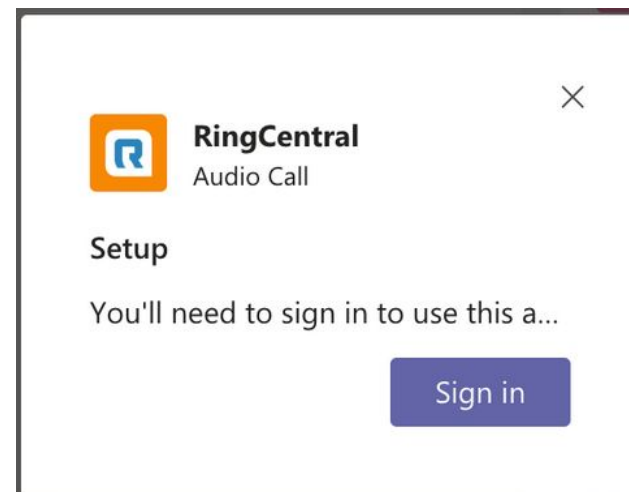 RingCentral
Audio Call
Setup
You'll need to sign in to use this a...
Sign in